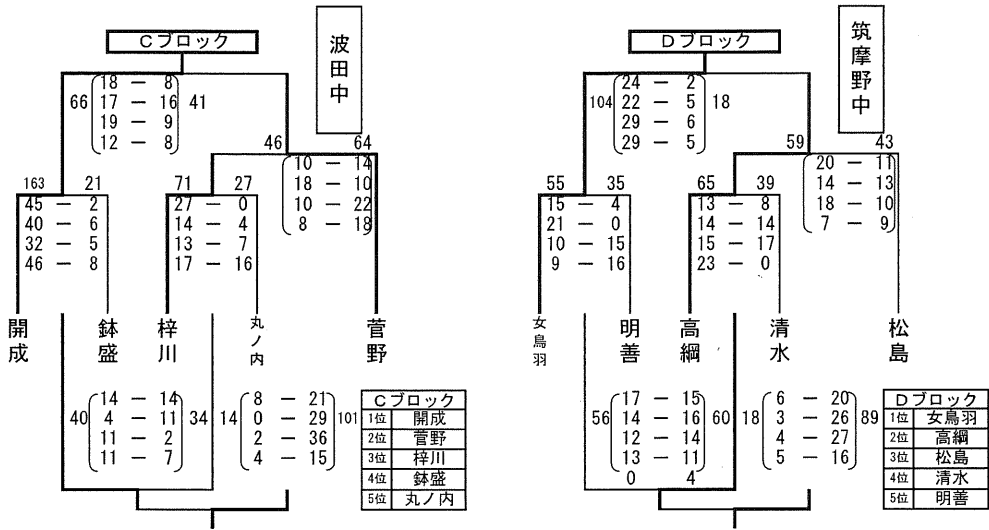 Cブロック
波田中
66
18 — 8
17 — 16
19 — 9
12 — 8
41
46 64
10 — 14
18 — 10
10 — 22
8 — 18
163 21
45 — 2
40 — 6
32 — 5
46 — 8
71 27
27 — 0
14 — 4
13 — 7
17 — 16
開成
鉢盛
梓川
丸ノ内
菅野
40
14 — 14
4 — 11
11 — 2
11 — 7
34
14
8 — 21
0 — 29
2 — 36
4 — 15
101
Cブロック
1位 開成
2位 菅野
3位 梓川
4位 鉢盛
5位 丸ノ内
Dブロック
筑摩野中
104
24 — 2
22 — 5
29 — 6
29 — 5
18
59 43
20 — 11
14 — 13
18 — 10
7 — 9
55 35
15 — 4
21 — 0
10 — 15
9 — 16
65 39
13 — 8
14 — 14
15 — 17
23 — 0
女鳥羽
明善
高綱
清水
松島
56
17 — 15
14 — 16
12 — 14
13 — 11
0 4
60
18
6 — 20
3 — 26
4 — 27
5 — 16
89
Dブロック
1位 女鳥羽
2位 高綱
3位 松島
4位 清水
5位 明善